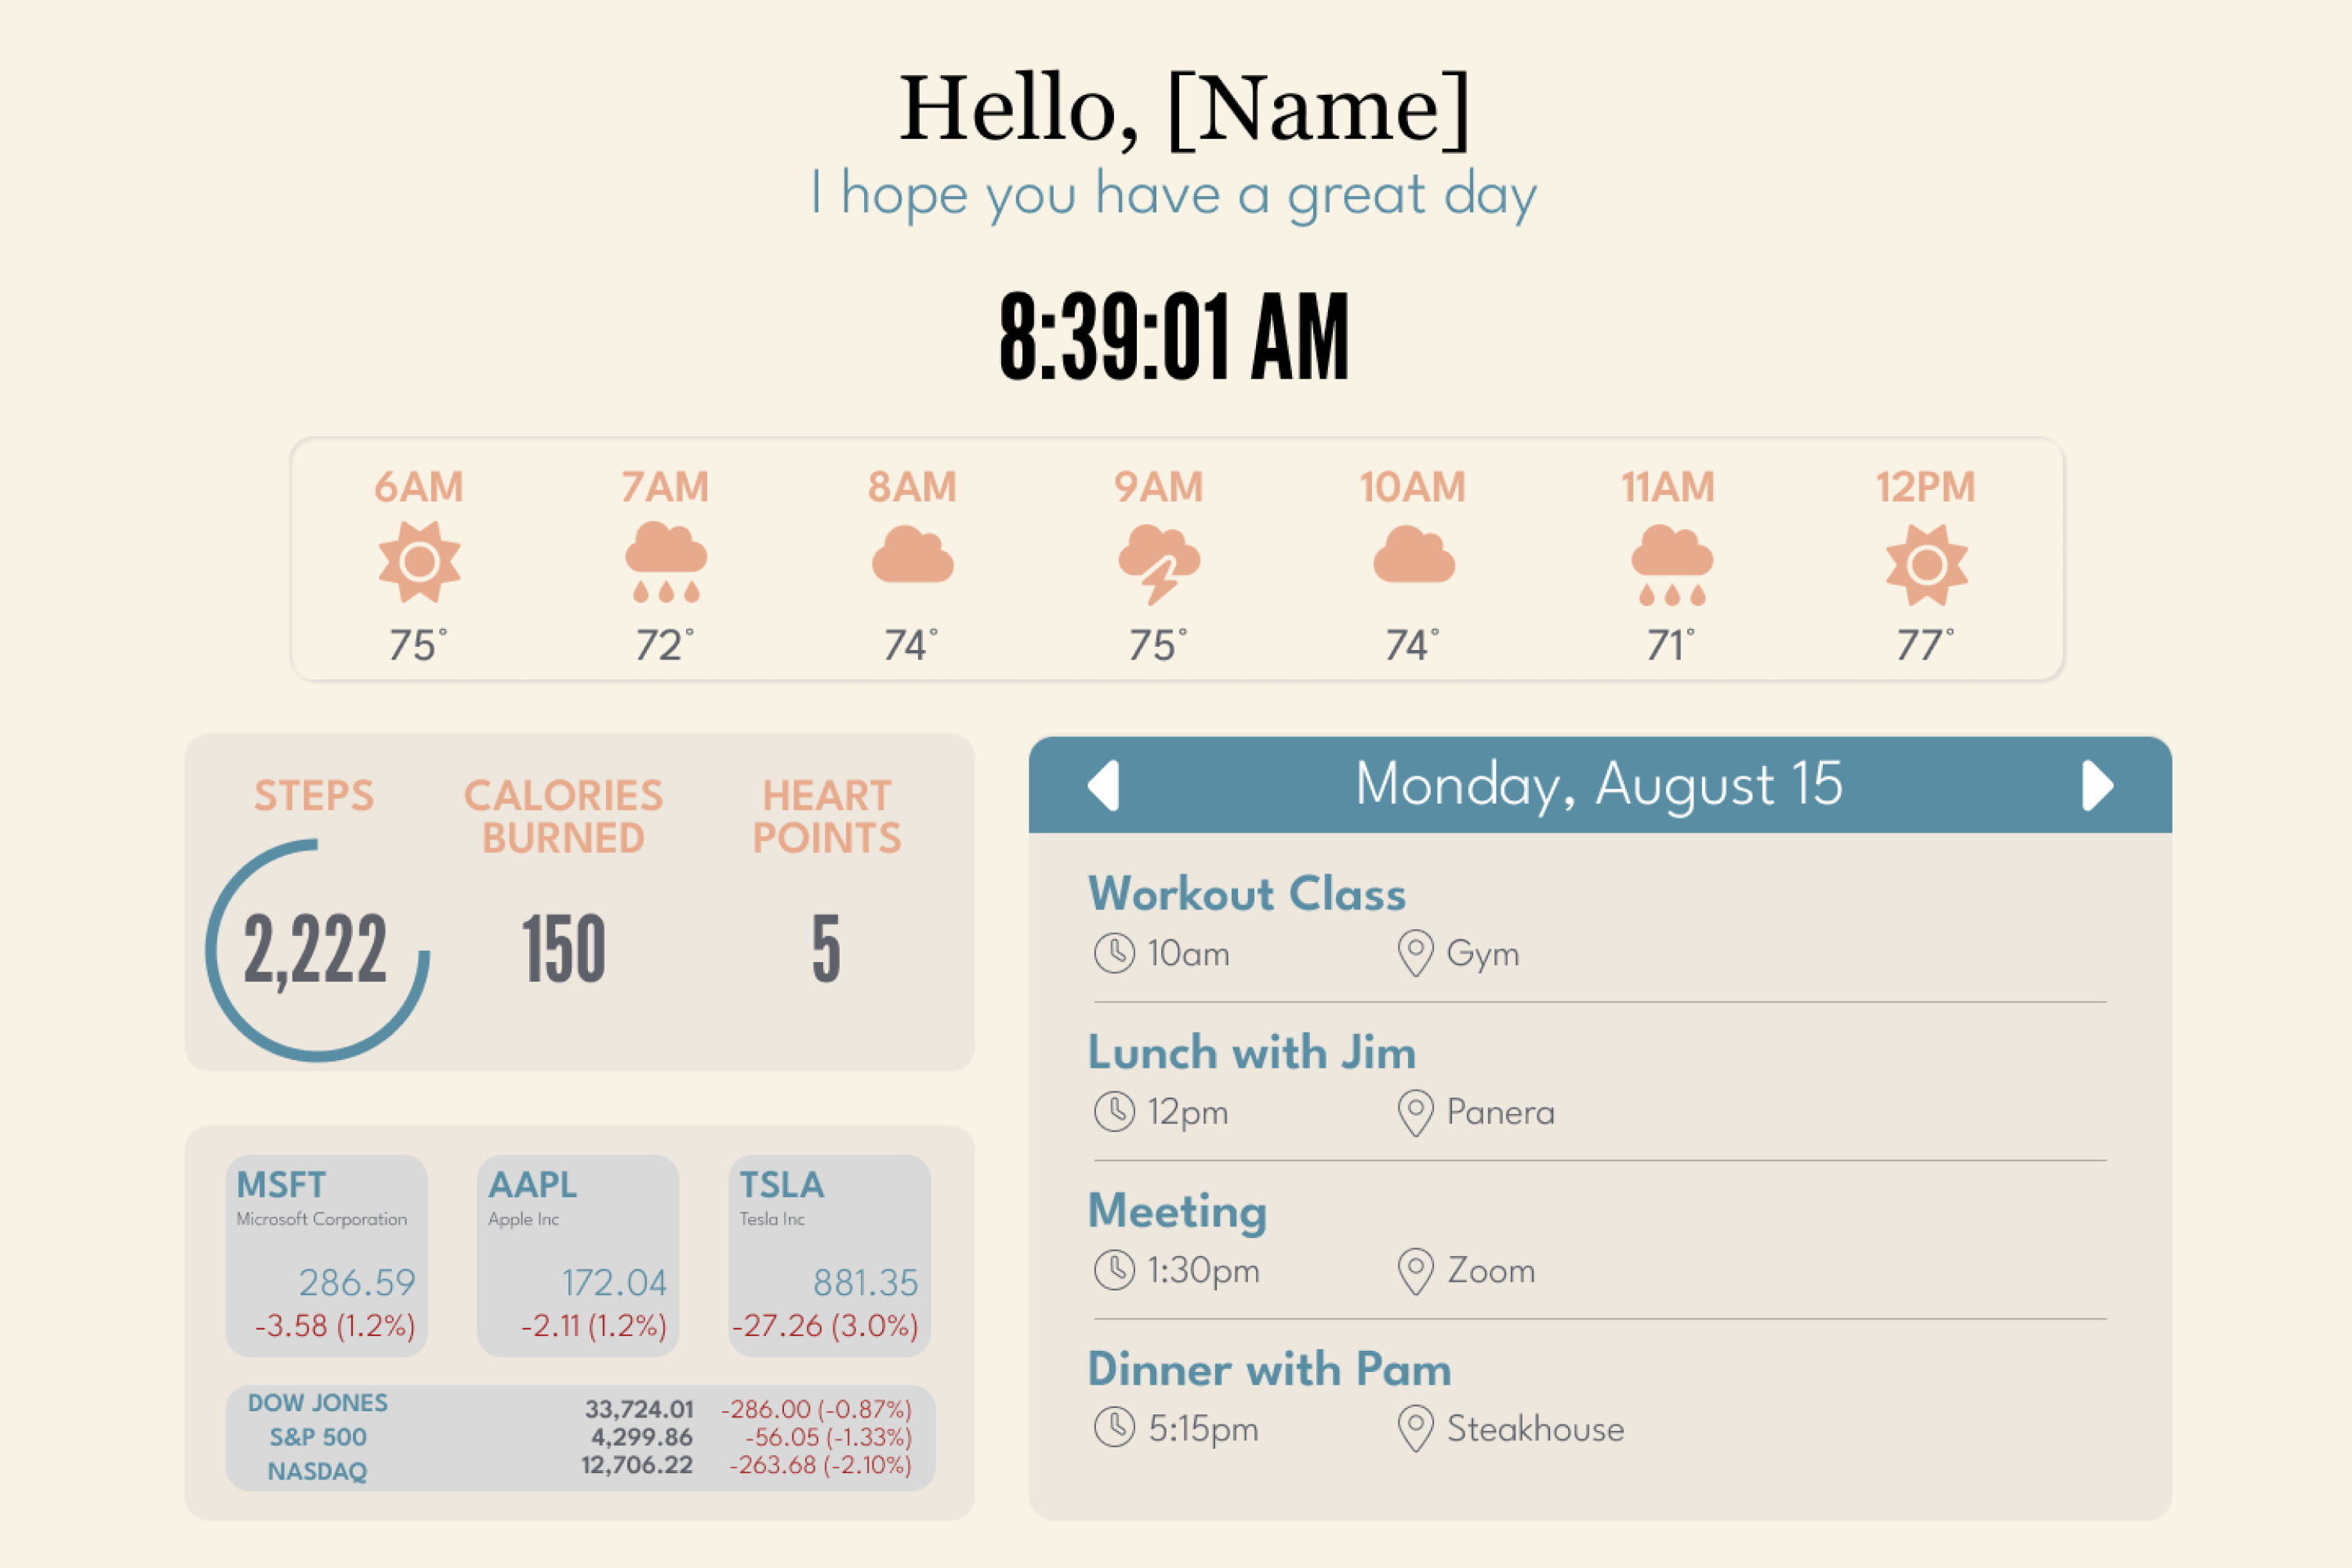 Hello, [Name]
I hope you have a great day
8:39:01 AM
6AM 7AM 8AM 9AM 10AM 11AM 12PM
75° 72° 74° 75° 74° 71° 77°
STEPS
2,222
CALORIES
BURNED
150
HEART
POINTS
5
MSFT
Microsoft Corporation
286.59
-3.58 (1.2%)
AAPL
Apple Inc
172.04
-2.11 (1.2%)
TSLA
Tesla Inc
881.35
-27.26 (3.0%)
DOW JONES 33,724.01 -286.00 (-0.87%)
S&P 500 4,299.86 -56.05 (-1.33%)
NASDAQ 12,706.22 -263.68 (-2.10%)
Monday, August 15
Workout Class
10am Gym
Lunch with Jim
12pm Panera
Meeting
1:30pm Zoom
Dinner with Pam
5:15pm Steakhouse